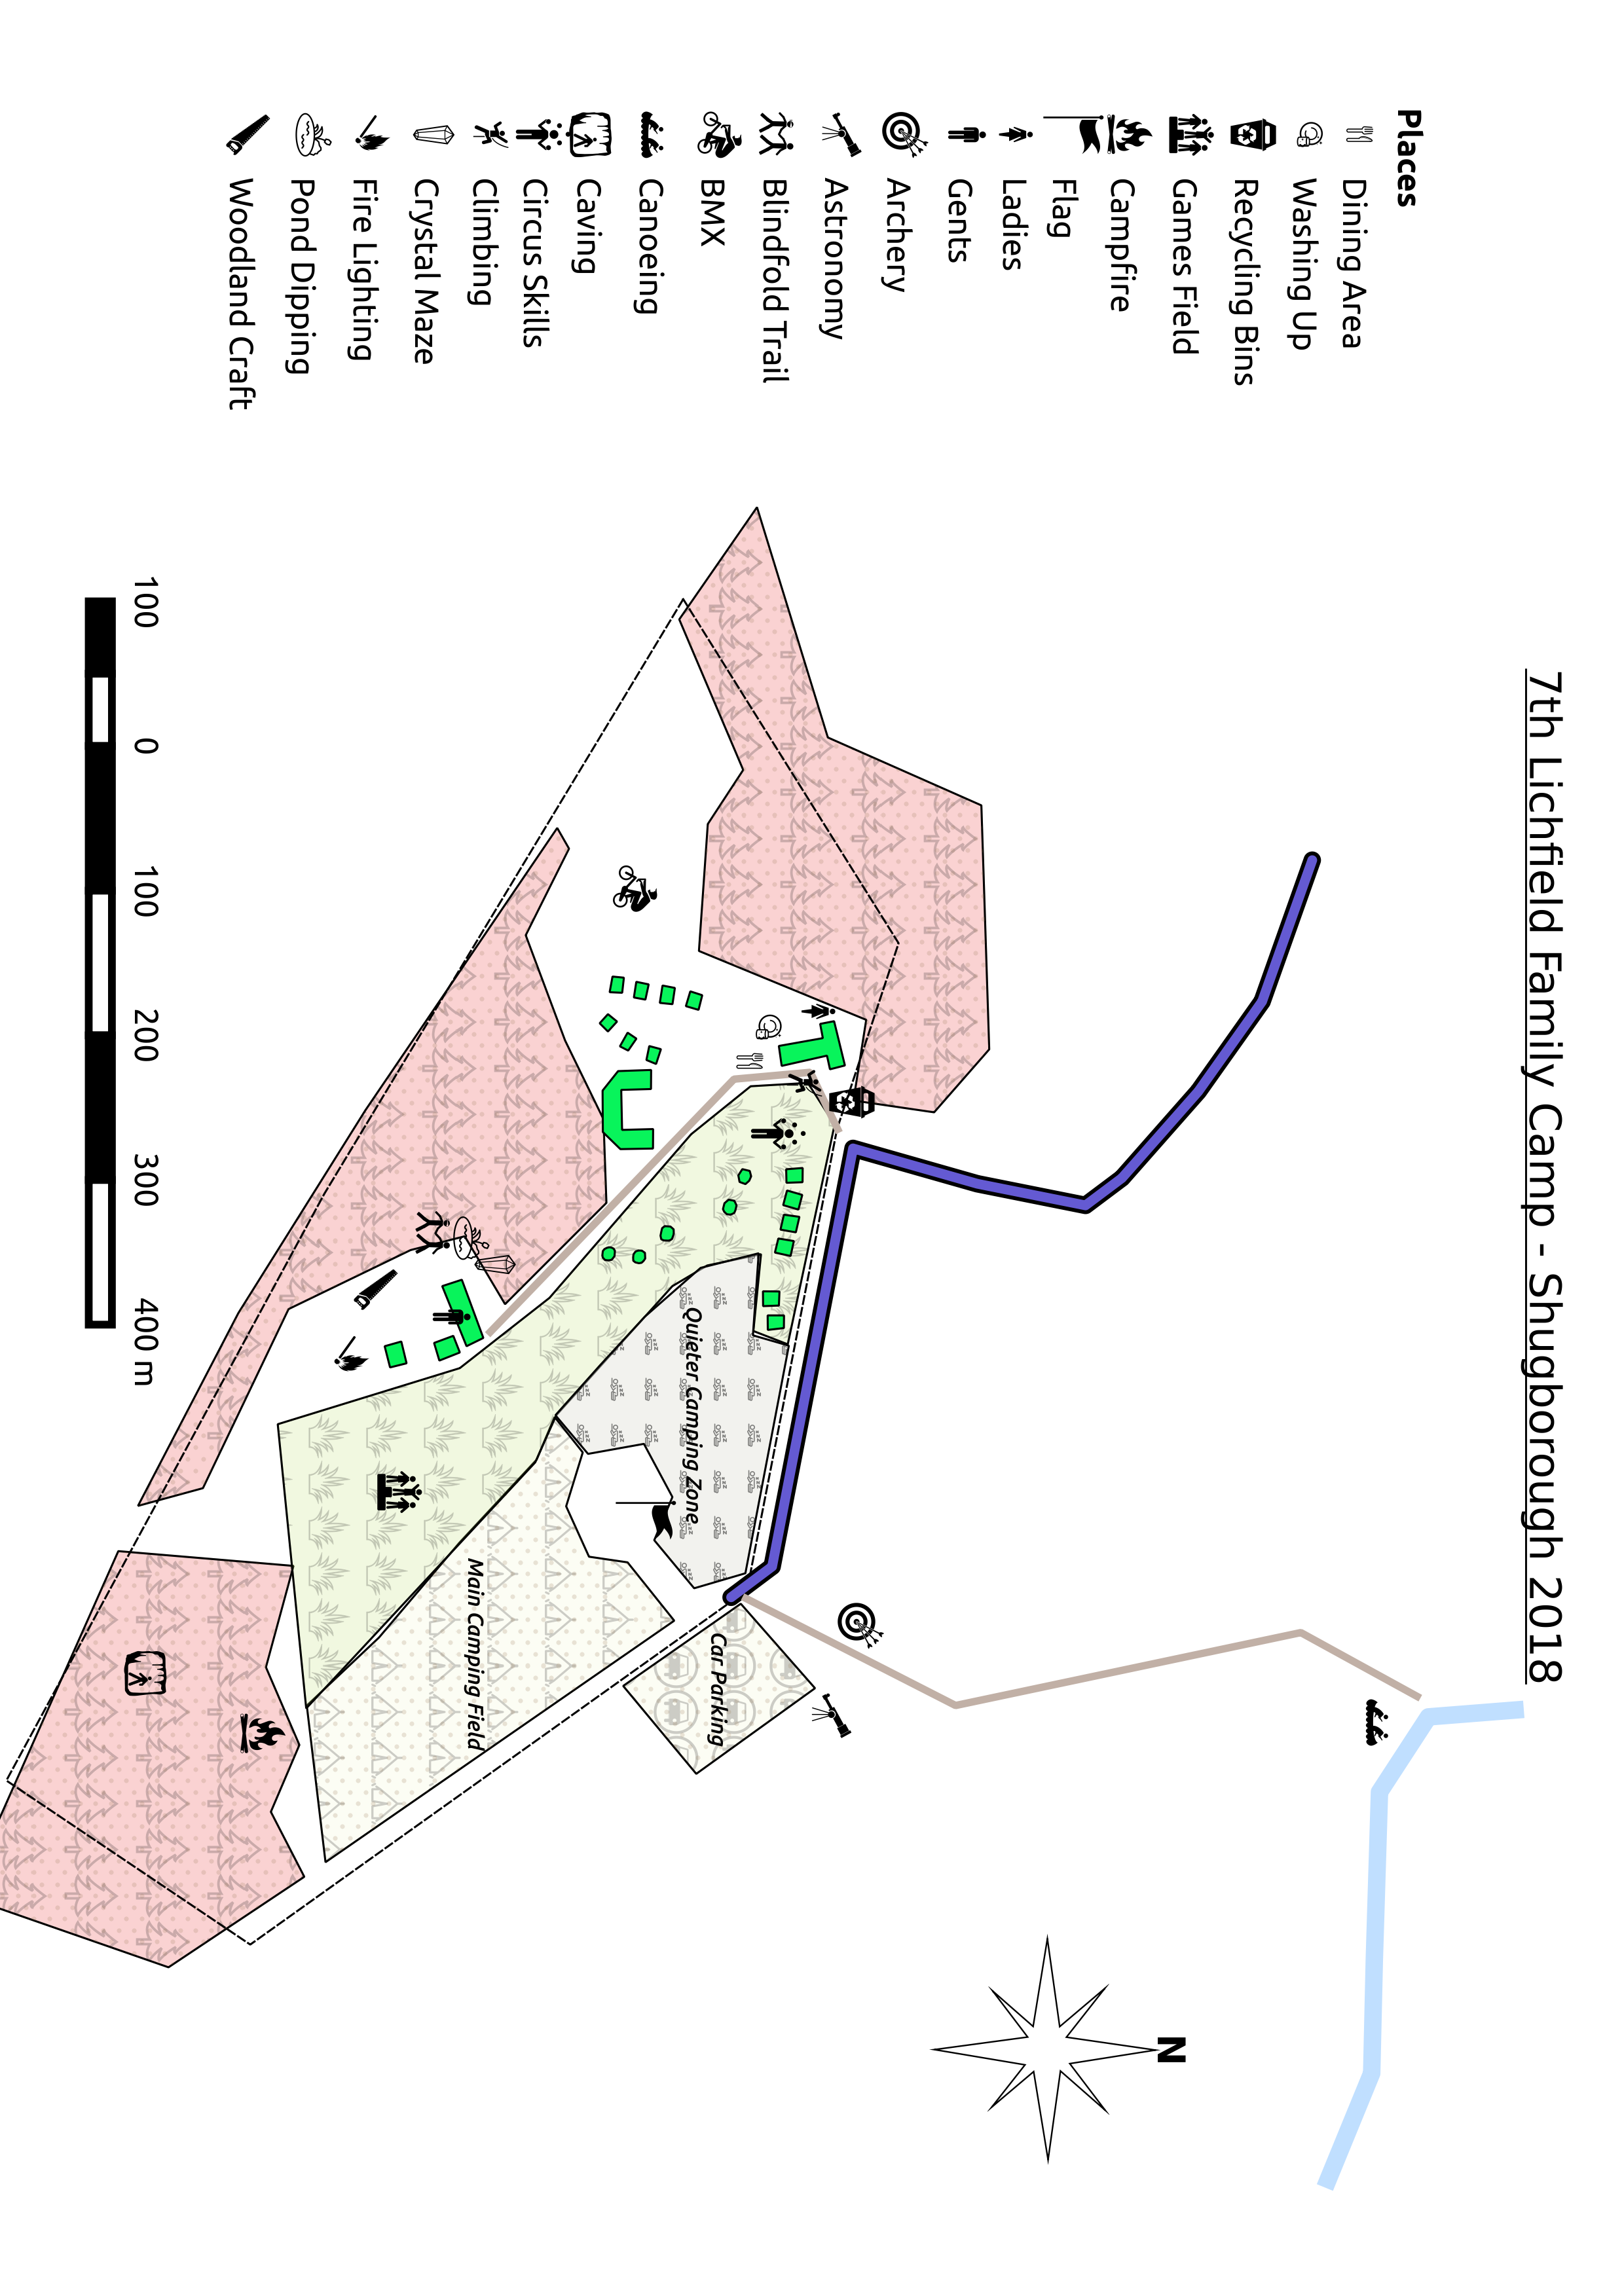 7th Lichfield Family Camp - Shugborough 2018
Places
Dining Area
Washing Up
Recycling Bins
Games Field
Campfire
Flag
Ladies
Gents
Archery
Astronomy
Blindfold Trail
BMX
Canoeing
Caving
Circus Skills
Climbing
Crystal Maze
Fire Lighting
Pond Dipping
Woodland Craft
N
Car Parking
Quieter Camping Zone
Main Camping Field
100 0 100 200 300 400 m